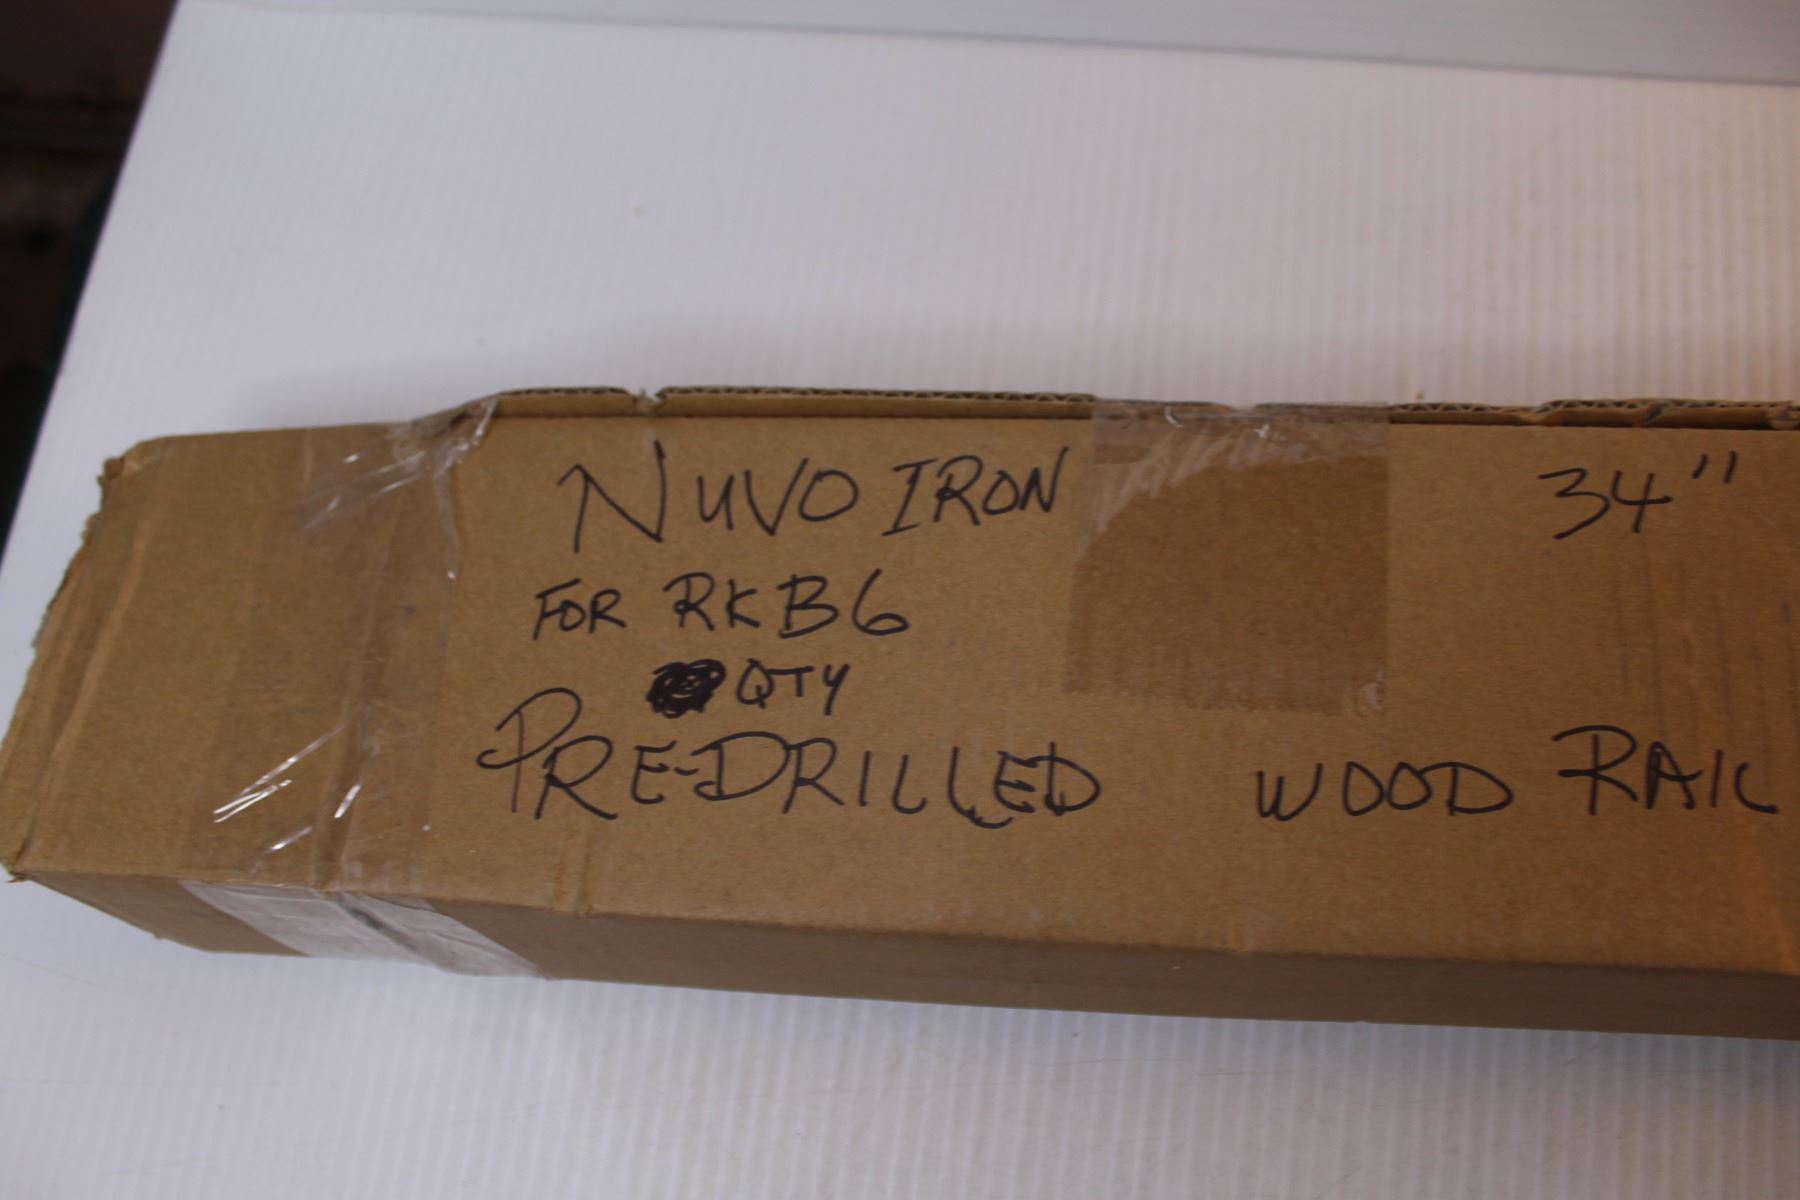 NUVO IRON 34"
FOR RKB6
QTY
PRE-DRILLED WOOD RAIL